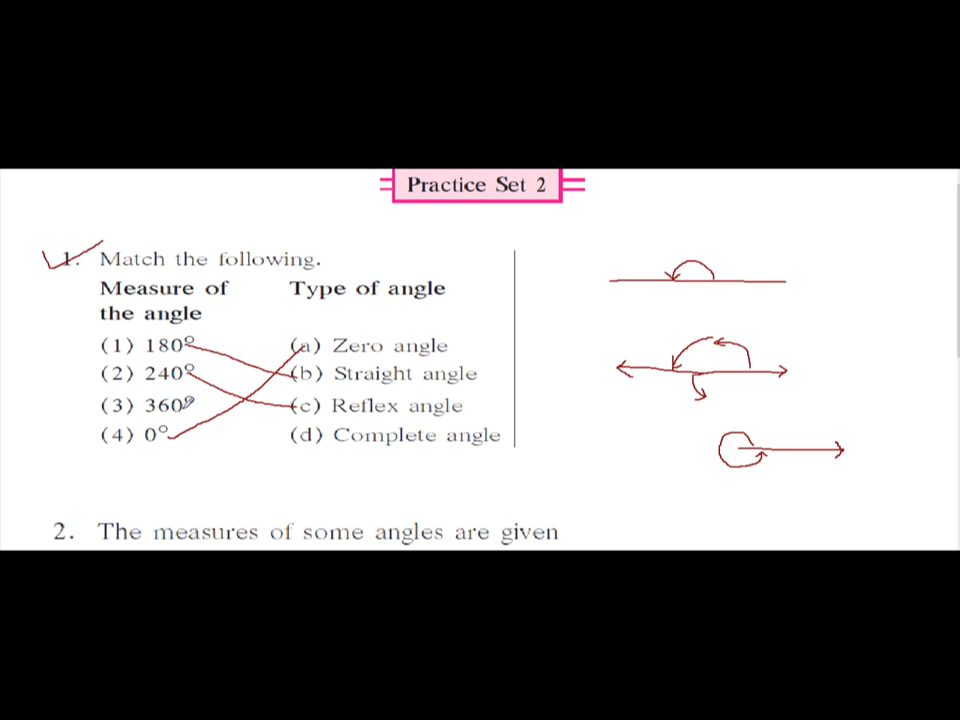 Practice Set 2
1. Match the following.
Measure of the angle
Type of angle
(1) 180° (a) Zero angle
(2) 240° (b) Straight angle
(3) 360° (c) Reflex angle
(4) 0° (d) Complete angle
2. The measures of some angles are given